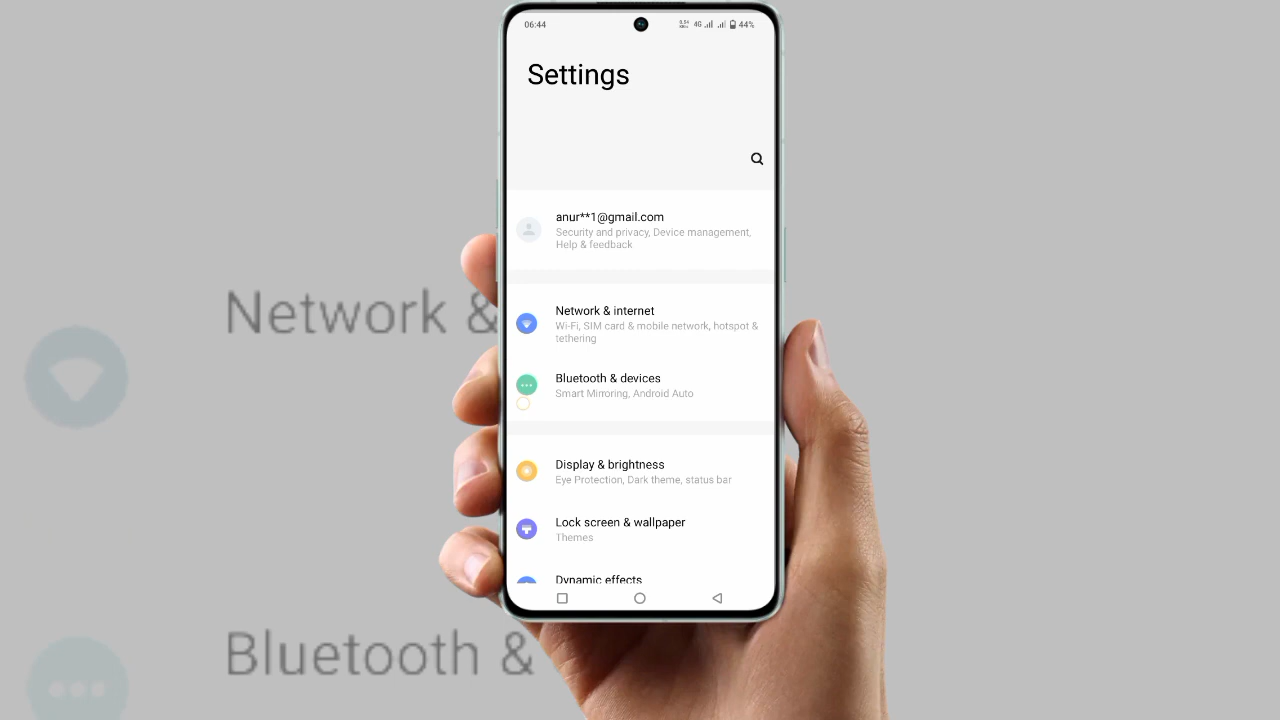 06:44
4G
44%
Settings
anur**1@gmail.com
Security and privacy, Device management,
Help & feedback
Network & internet
Wi-Fi, SIM card & mobile network, hotspot &
tethering
Bluetooth & devices
Smart Mirroring, Android Auto
Display & brightness
Eye Protection, Dark theme, status bar
Lock screen & wallpaper
Themes
Dynamic effects
Network &
Bluetooth &